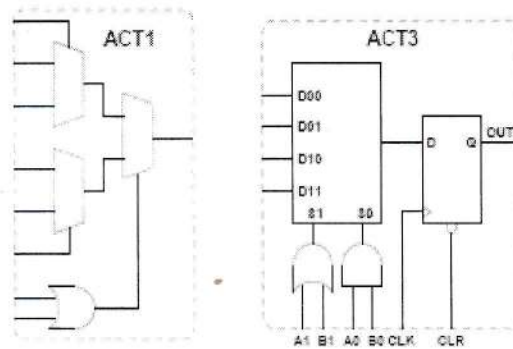 ACT1
ACT3
D00
D01
D10
D11
S1 S0
D Q OUT
A1 B1 A0 B0 CLK CLR